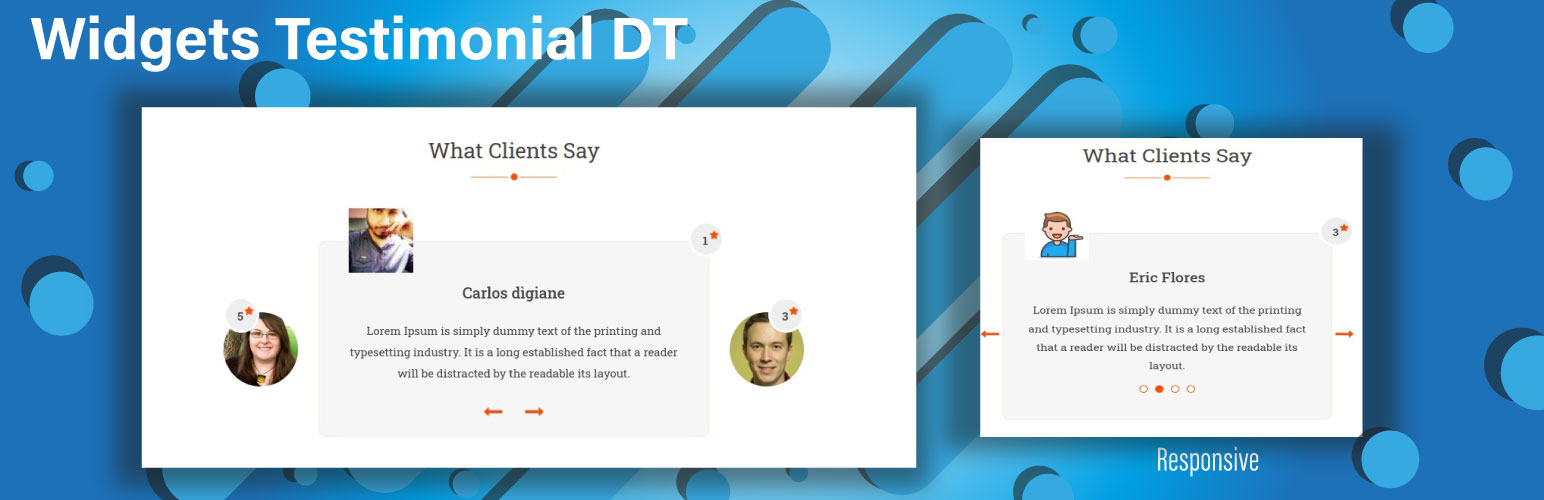 Widgets Testimonial DT
What Clients Say
1
Carlos dìgiane
5
3
Lorem Ipsum is simply dummy text of the printing and
typesetting industry. It is a long established fact that a reader
will be distracted by the readable its layout.
What Clients Say
3
Eric Flores
Lorem Ipsum is simply dummy text of the printing
and typesetting industry. It is a long established fact
that a reader will be distracted by the readable its
layout.
Responsive